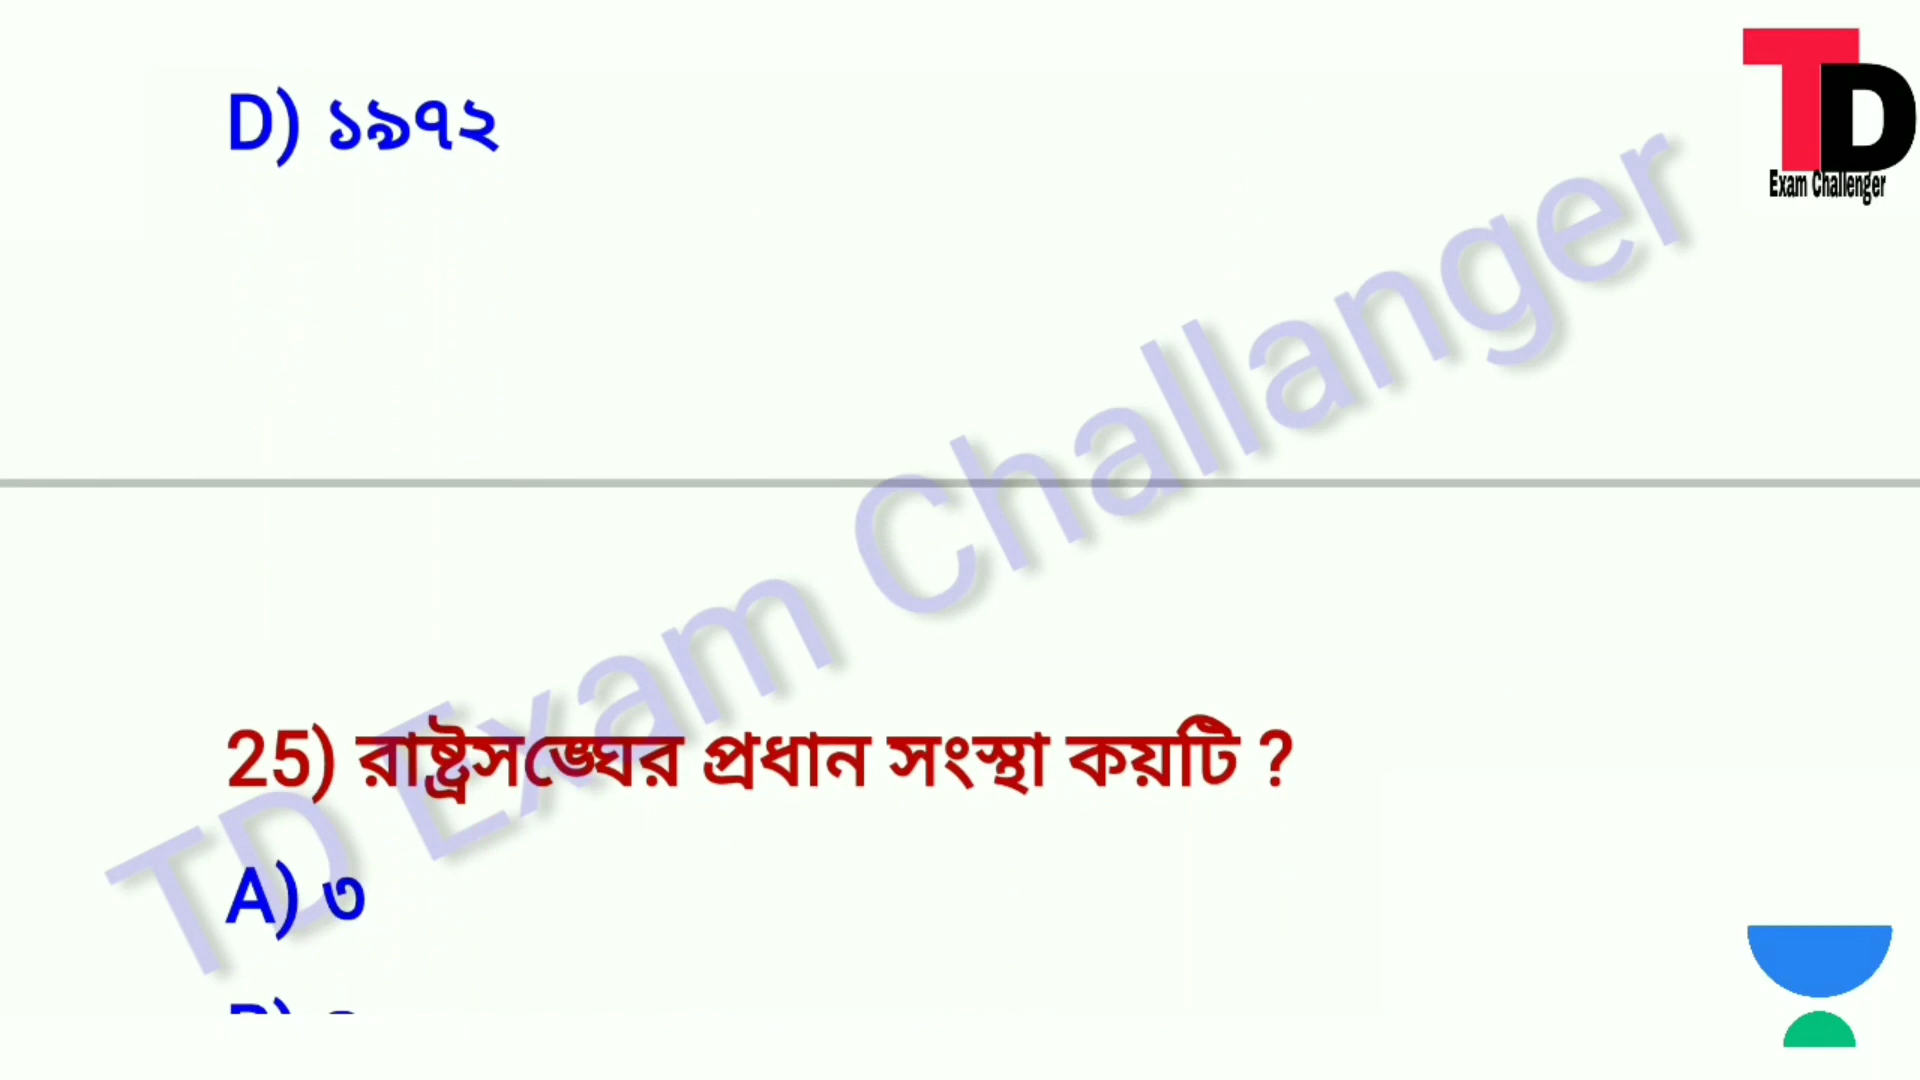 D) ১৯৭২
TD
Exam Challenger
TD Exam Challanger
25) রাষ্ট্রসঙ্ঘের প্রধান সংস্থা কয়টি ?
A) ৩